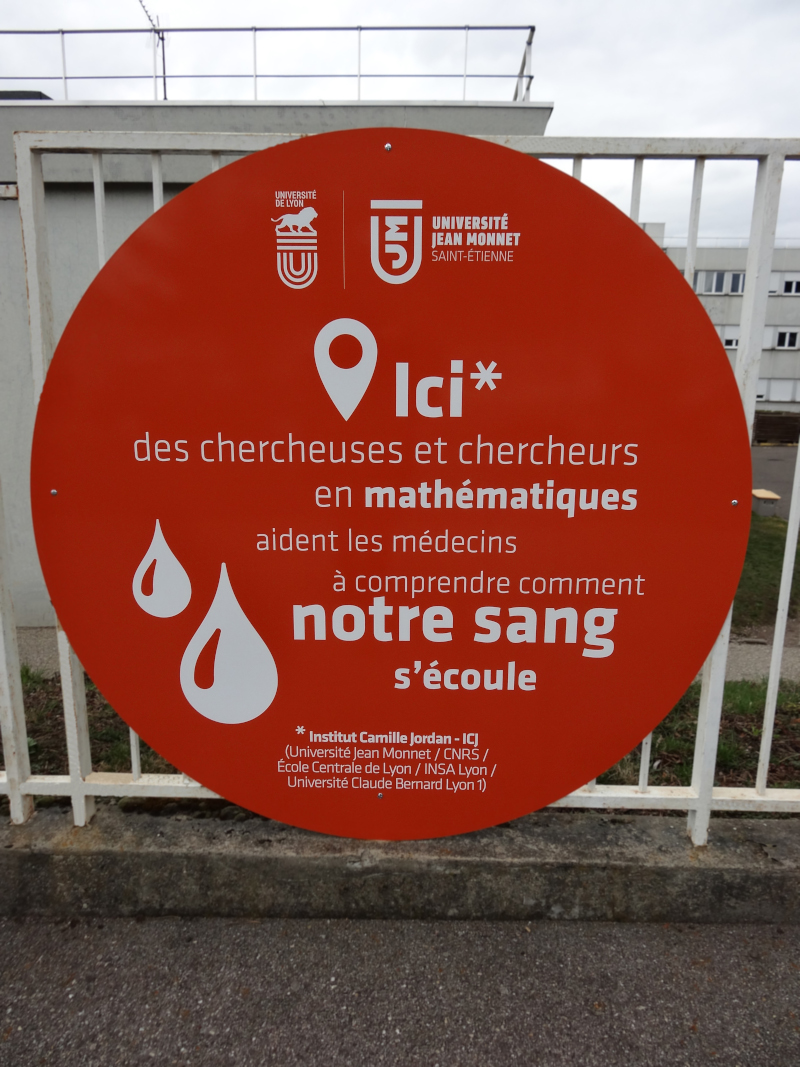 UNIVERSITÉ
DE LYON
UJM
UNIVERSITÉ
JEAN MONNET
SAINT-ÉTIENNE
Ici*
des chercheuses et chercheurs
en mathématiques
aident les médecins
à comprendre comment
notre sang
s'écoule
* Institut Camille Jordan - ICJ
(Université Jean Monnet / CNRS /
École Centrale de Lyon / INSA Lyon /
Université Claude Bernard Lyon 1)